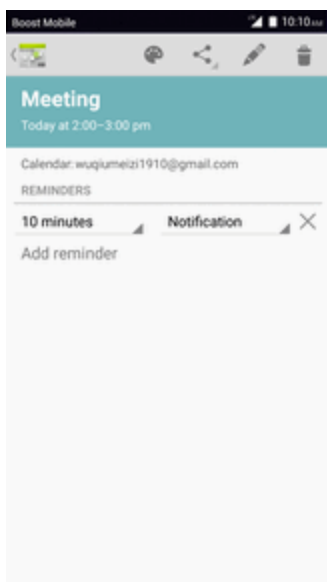 Boost Mobile 10:10 AM
Meeting
Today at 2:00–3:00 pm
Calendar: wuqiumeizi1910@gmail.com
REMINDERS
10 minutes Notification
Add reminder